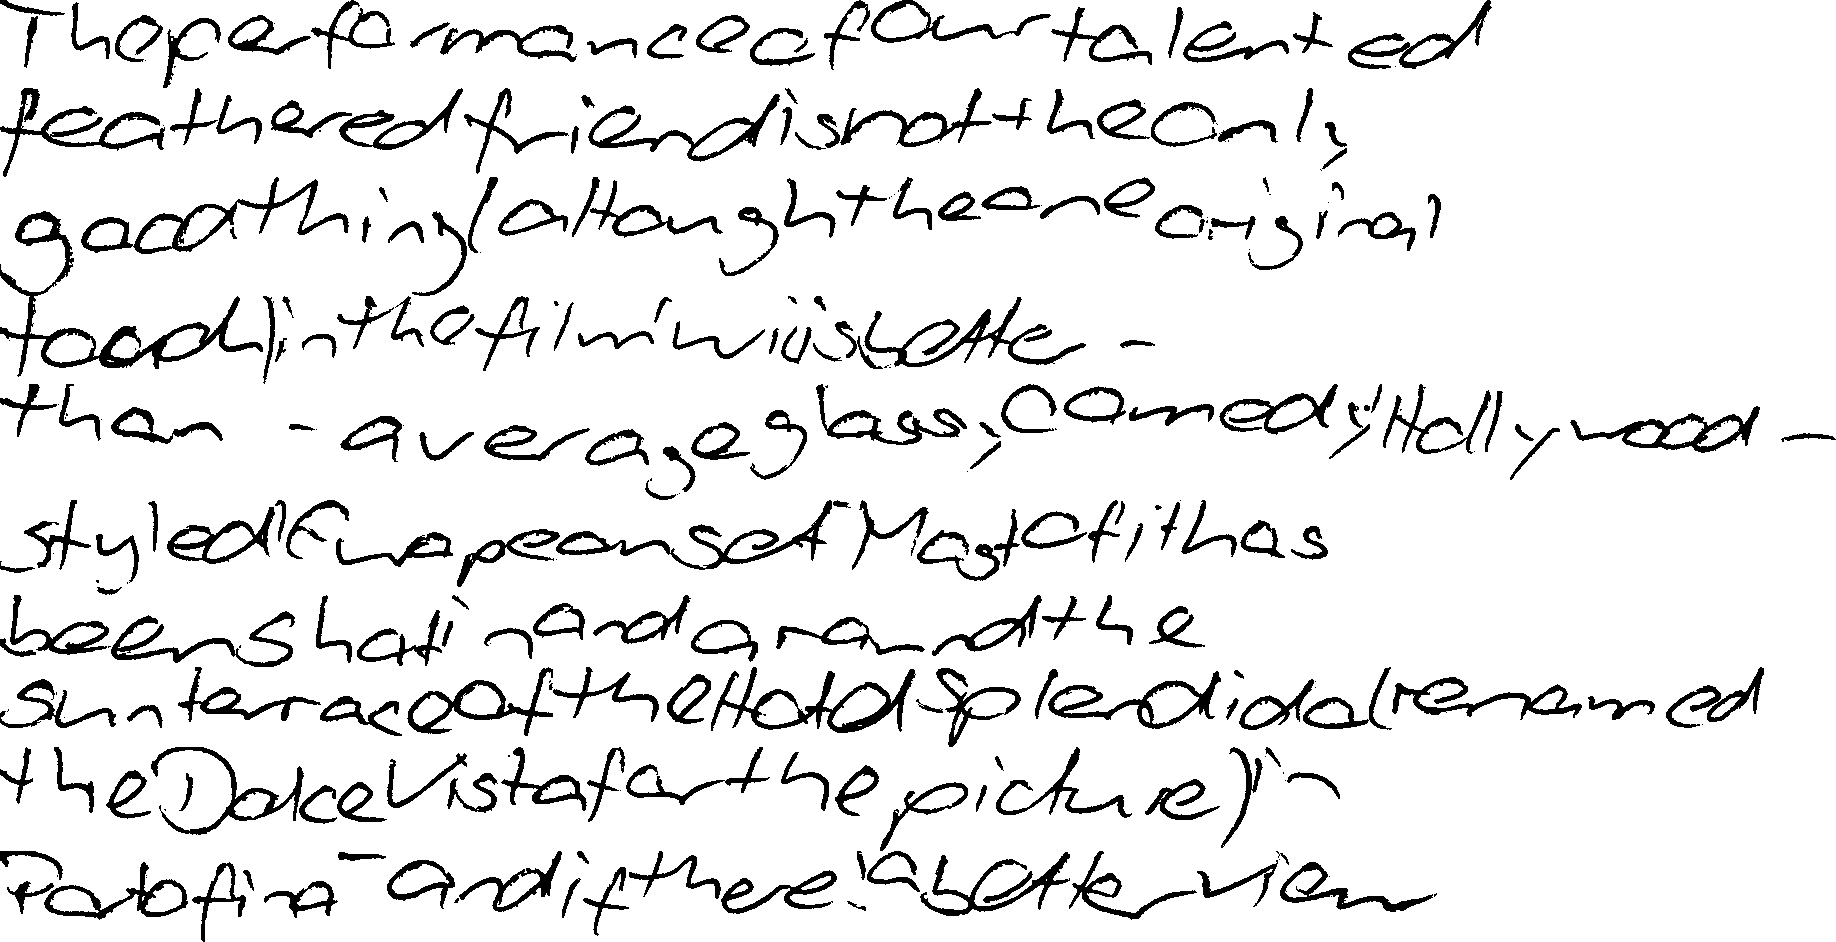 The performance of our talented
feathered friend is not the only
good thing (although the one original
touch) in the film. 'Twiis better -
than - average glossy, Comedy, Hollywood -
styled European set. Most of it has
been shot in and around the
sun terrace of the Hotel Splendido (renamed
the Dolce Vista for the picture) in
Portofino - and if there's a better view